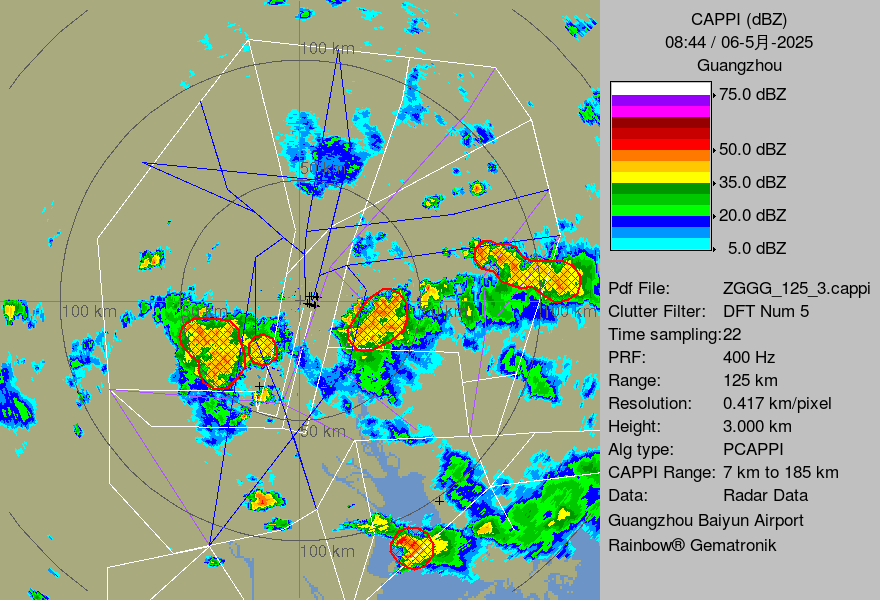 CAPPI (dBZ)
08:44 / 06-5月-2025
Guangzhou
75.0 dBZ
50.0 dBZ
35.0 dBZ
20.0 dBZ
5.0 dBZ
Pdf File: ZGGG_125_3.cappi
Clutter Filter: DFT Num 5
Time sampling:22
PRF: 400 Hz
Range: 125 km
Resolution: 0.417 km/pixel
Height: 3.000 km
Alg type: PCAPPI
CAPPI Range: 7 km to 185 km
Data: Radar Data
Guangzhou Baiyun Airport
Rainbow® Gematronik
100 km
50 km
100 km
50 km
100 km
50 km
100 km